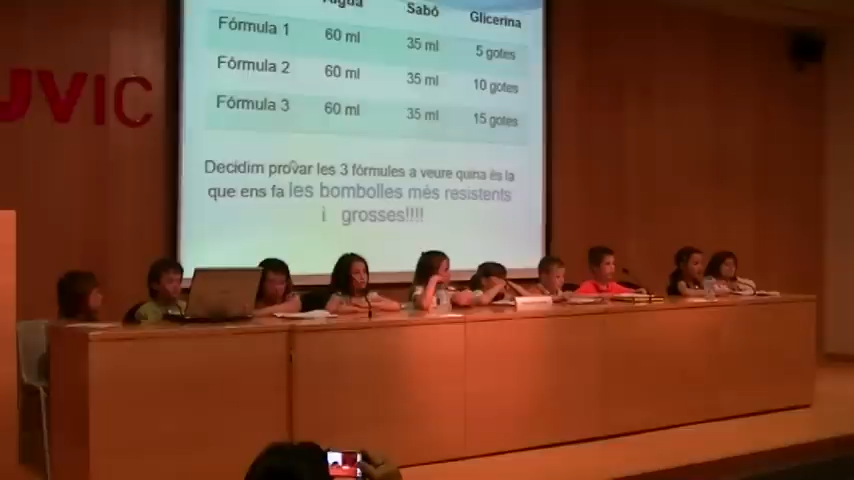 Aigua Sabó Glicerina
Fórmula 1 60 ml 35 ml 5 gotes
Fórmula 2 60 ml 35 ml 10 gotes
Fórmula 3 60 ml 35 ml 15 gotes
Decidim provar les 3 fórmules a veure quina és la
que ens fa les bombolles més resistents
i grosses!!!!
UVIC